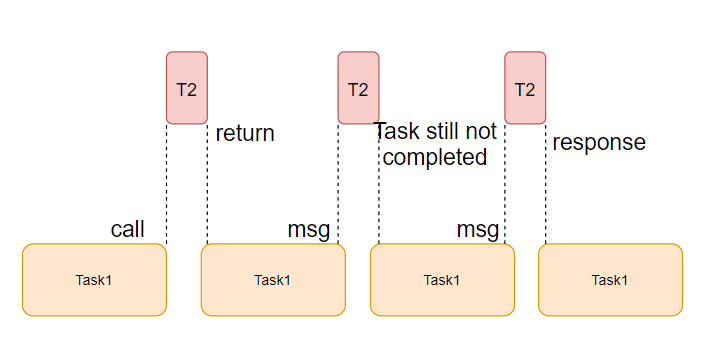 T2
T2
T2
return
Task still not
completed
response
call
msg
msg
Task1
Task1
Task1
Task1